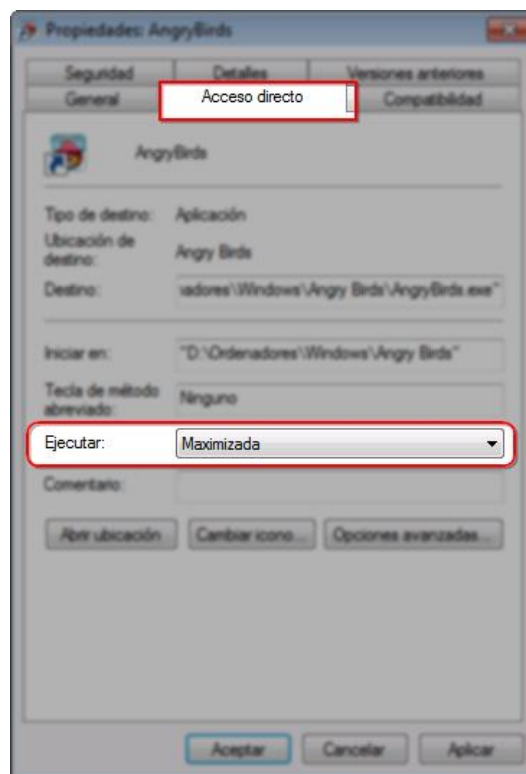 Propiedades: AngryBirds
Seguridad Detalles Versiones anteriores
General Acceso directo Compatibilidad
AngryBirds
Tipo de destino: Aplicación
Ubicación de destino: Angry Birds
Destino: vadores\Windows\Angry Birds\AngryBirds.exe"
Iniciar en: "D:\Ordenadores\Windows\Angry Birds"
Tecla de método abreviado: Ninguno
Ejecutar: Maximizada
Comentario:
Abrir ubicación Cambiar icono... Opciones avanzadas...
Aceptar Cancelar Aplicar